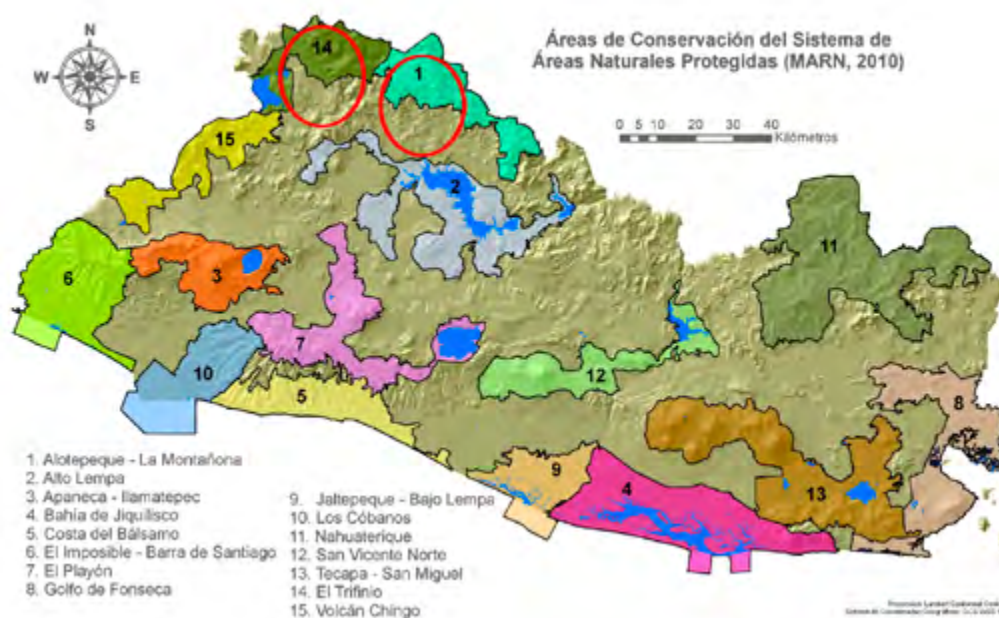 N
W E
S
Áreas de Conservación del Sistema de
Áreas Naturales Protegidas (MARN, 2010)
0 5 10 20 30 40
Kilómetros
14
1
15
2
11
6
3
7
10
12
5
8
9
4
13
1. Alotepeque - La Montañona
2. Alto Lempa
3. Apaneca - Ilamatepec
4. Bahía de Jiquilisco
5. Costa del Bálsamo
6. El Imposible - Barra de Santiago
7. El Playón
8. Golfo de Fonseca
9. Jaltepeque - Bajo Lempa
10. Los Cóbanos
11. Nahuaterique
12. San Vicente Norte
13. Tecapa - San Miguel
14. El Trifinio
15. Volcán Chingo